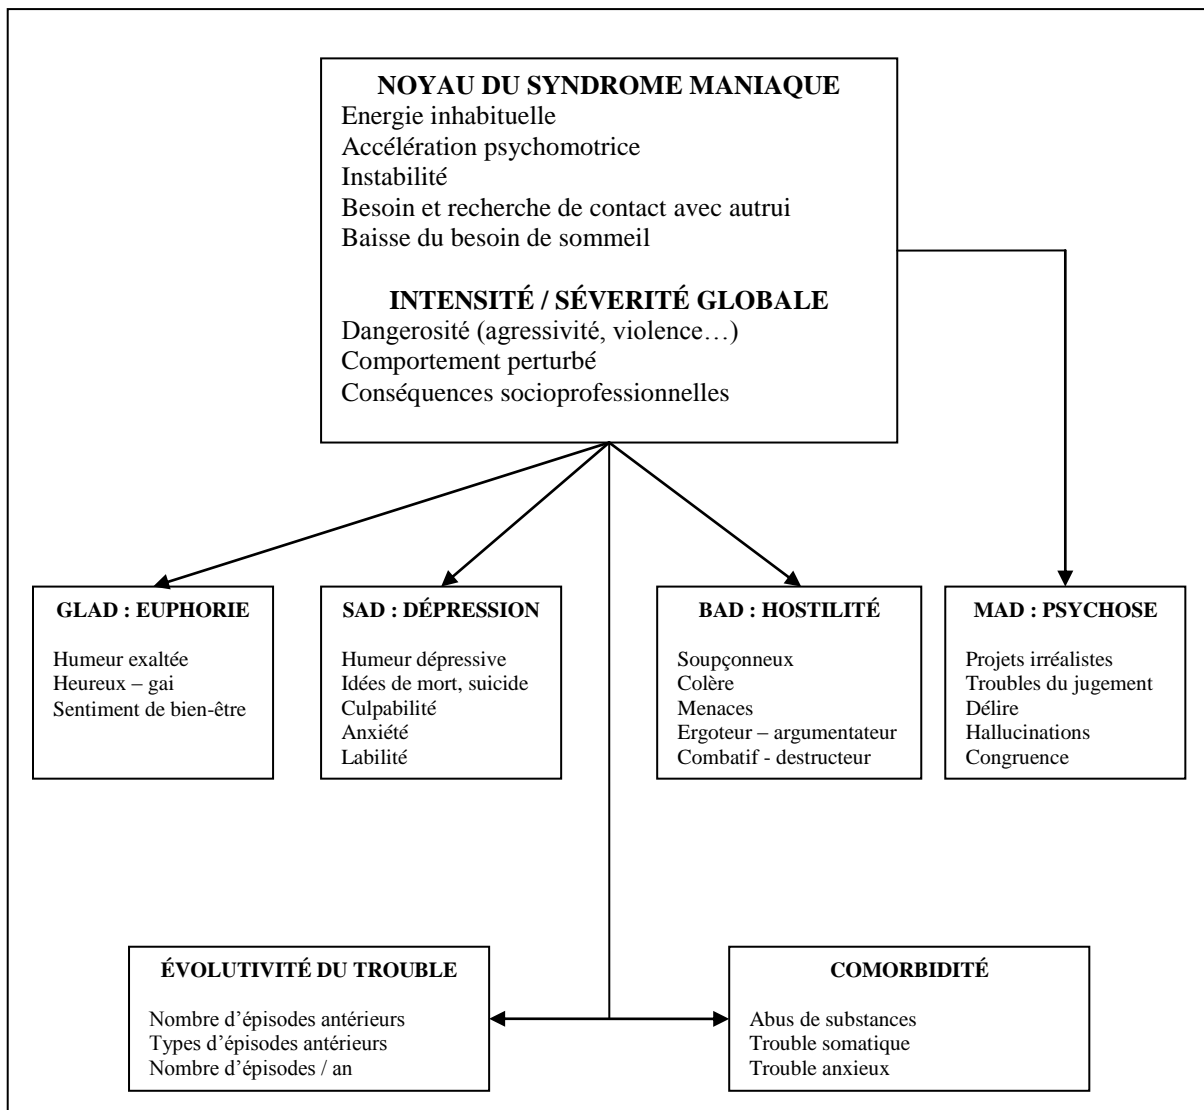 NOYAU DU SYNDROME MANIAQUE
Energie inhabituelle
Accélération psychomotrice
Instabilité
Besoin et recherche de contact avec autrui
Baisse du besoin de sommeil
INTENSITÉ / SÉVERITÉ GLOBALE
Dangerosité (agressivité, violence…)
Comportement perturbé
Conséquences socioprofessionnelles
GLAD : EUPHORIE
Humeur exaltée
Heureux – gai
Sentiment de bien-être
SAD : DÉPRESSION
Humeur dépressive
Idées de mort, suicide
Culpabilité
Anxiété
Labilité
BAD : HOSTILITÉ
Soupçonneux
Colère
Menaces
Ergoteur – argumentateur
Combatif - destructeur
MAD : PSYCHOSE
Projets irréalistes
Troubles du jugement
Délire
Hallucinations
Congruence
ÉVOLUTIVITÉ DU TROUBLE
Nombre d’épisodes antérieurs
Types d’épisodes antérieurs
Nombre d’épisodes / an
COMORBIDITÉ
Abus de substances
Trouble somatique
Trouble anxieux